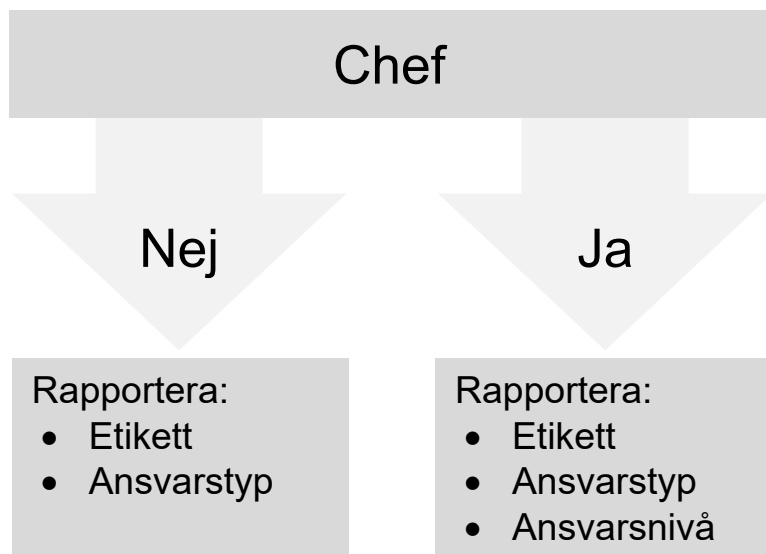 Chef
Nej
Ja
Rapportera:
• Etikett
• Ansvarstyp
Rapportera:
• Etikett
• Ansvarstyp
• Ansvarsnivå